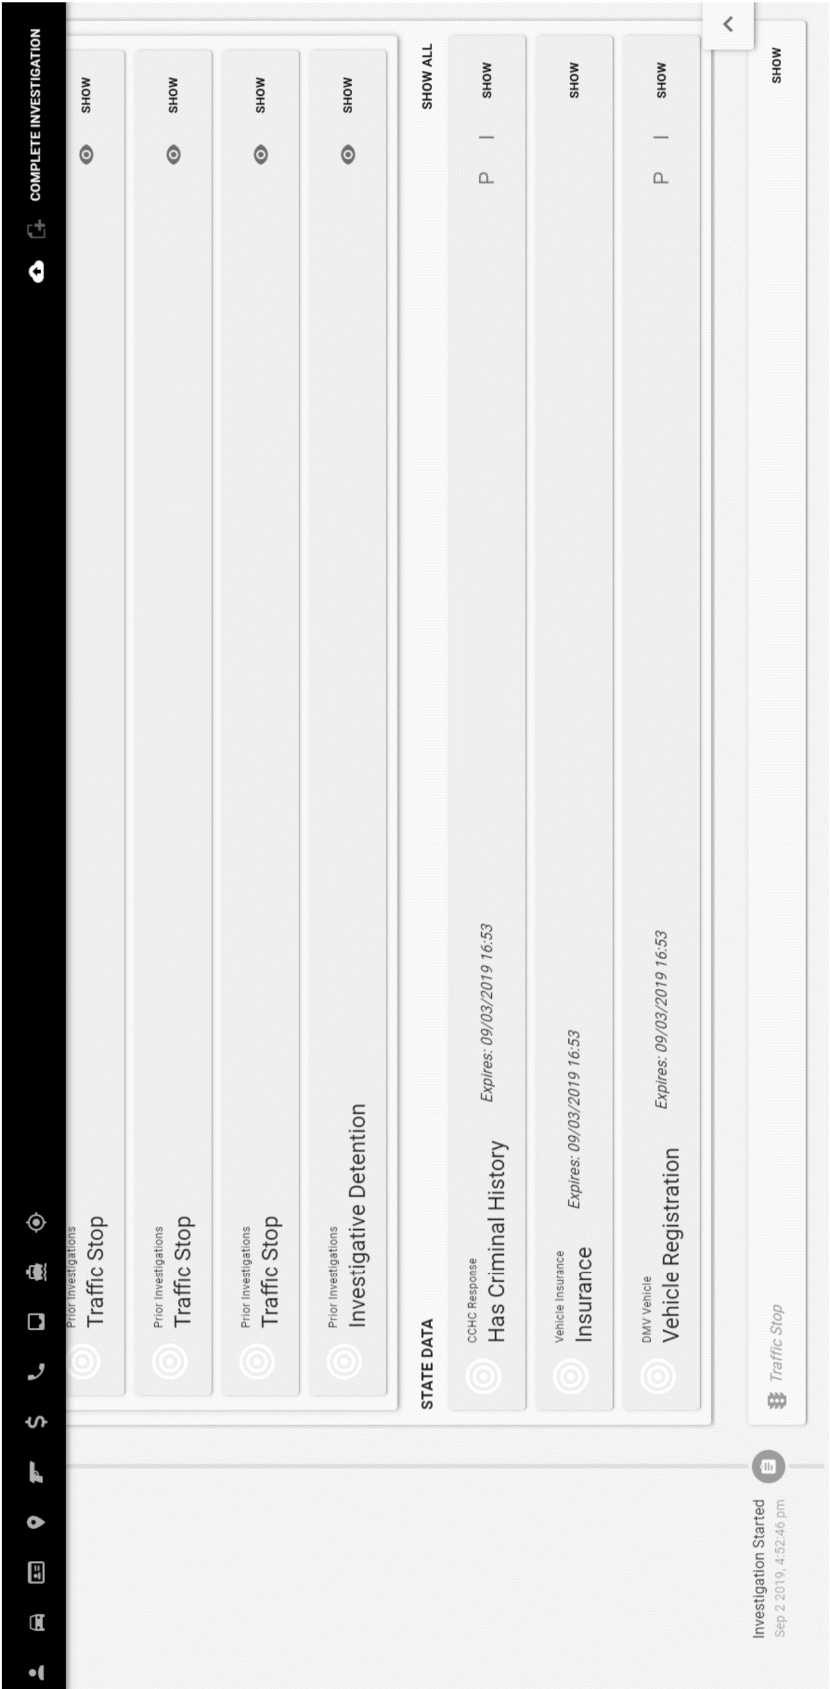 COMPLETE INVESTIGATION
Prior Investigations
Traffic Stop
SHOW
Prior Investigations
Traffic Stop
SHOW
Prior Investigations
Traffic Stop
SHOW
Prior Investigations
Investigative Detention
SHOW
STATE DATA
SHOW ALL
CCHC Response
Has Criminal History
Expires: 09/03/2019 16:53
P I
SHOW
Vehicle Insurance
Insurance
Expires: 09/03/2019 16:53
SHOW
DMV Vehicle
Vehicle Registration
Expires: 09/03/2019 16:53
P I
SHOW
Investigation Started
Sep 2 2019, 4:52:46 pm
Traffic Stop
SHOW